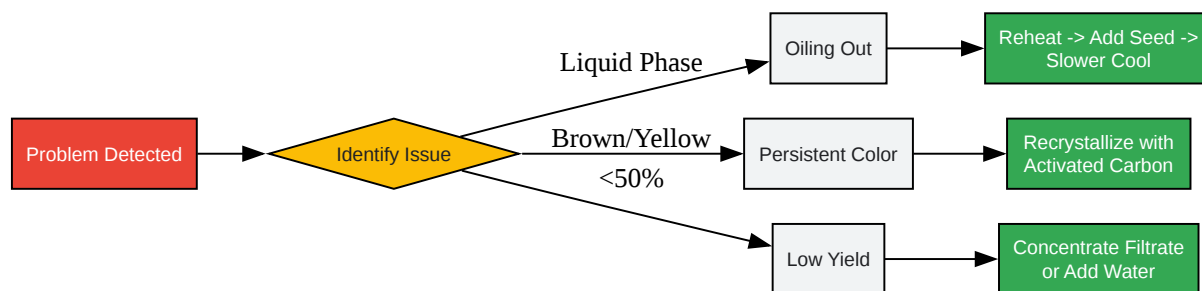 Problem Detected
Identify Issue
Liquid Phase
Oiling Out
Reheat -> Add Seed ->
Slower Cool
Brown/Yellow
Persistent Color
Recrystallize with
Activated Carbon
<50%
Low Yield
Concentrate Filtrate
or Add Water